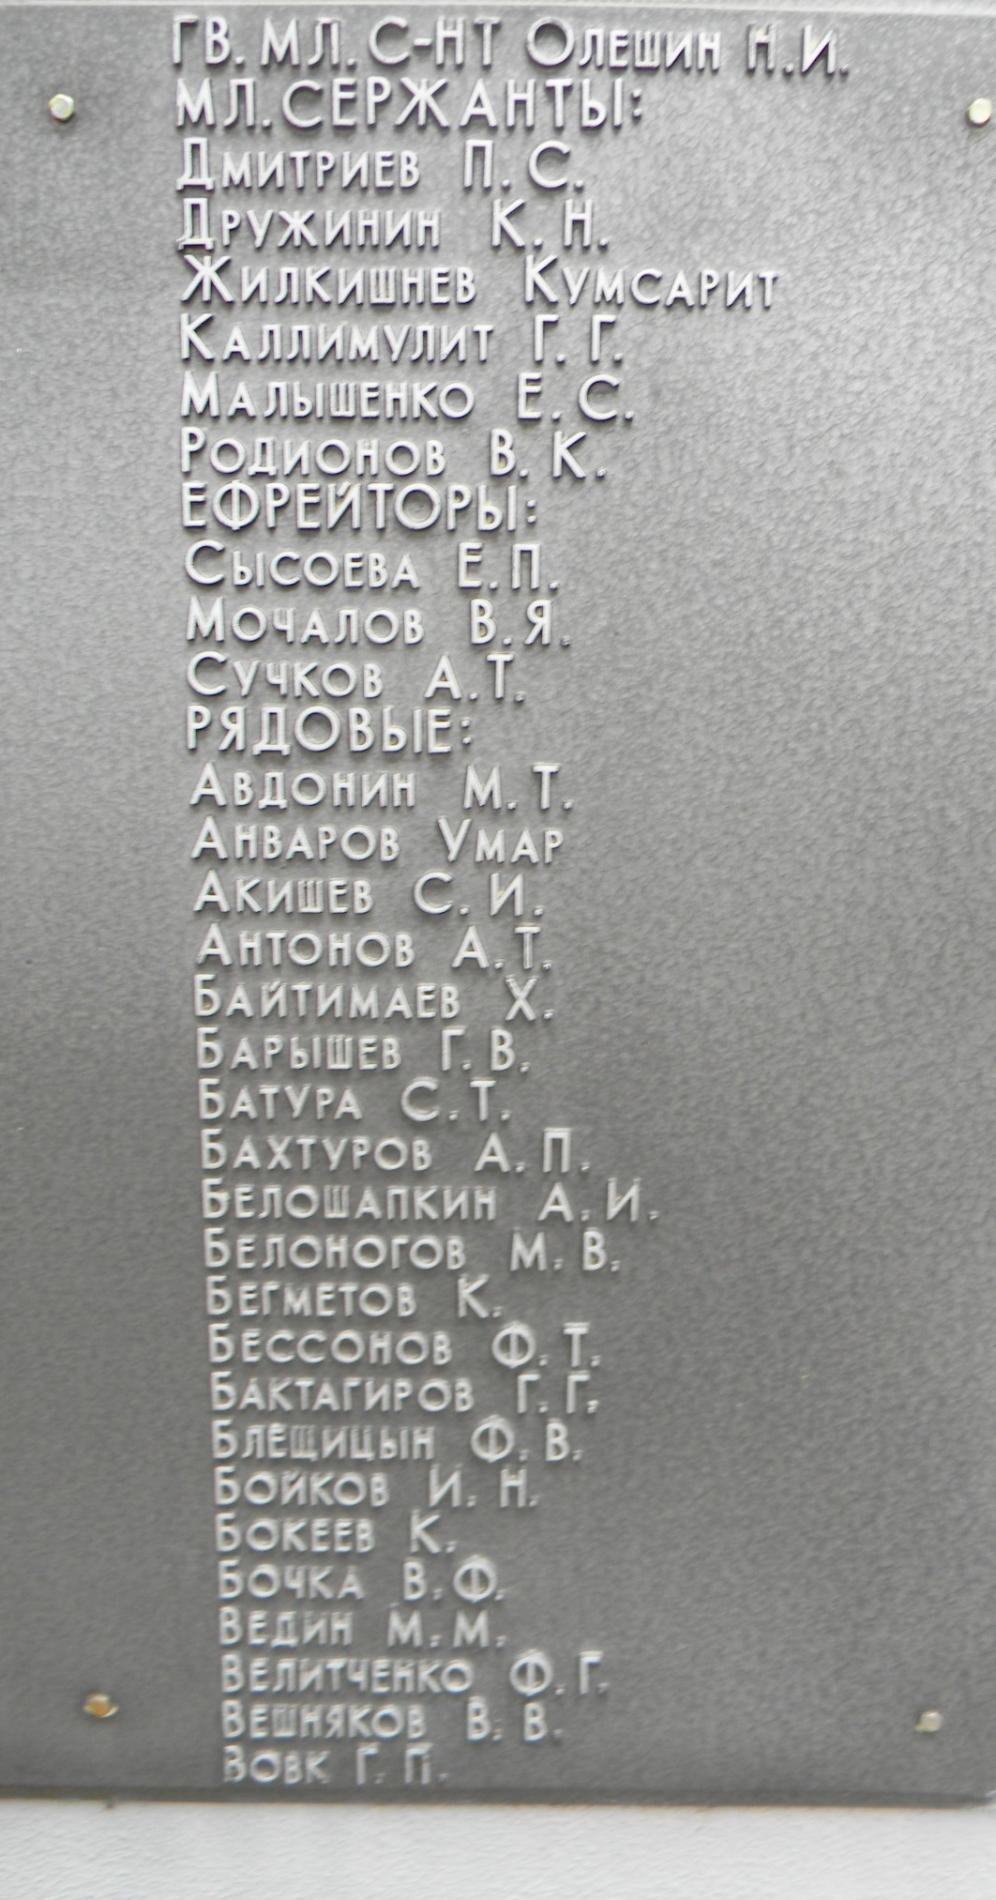 ГВ. МЛ. С-НТ ОЛЕШИН Н.И.
МЛ. СЕРЖАНТЫ:
ДМИТРИЕВ П. С.
ДРУЖИНИН К. Н.
ЖИЛКИШНЕВ КУМСАРИТ
КАЛЛИМУЛИТ Г. Г.
МАЛЫШЕНКО Е. С.
РОДИОНОВ В. К.
ЕФРЕЙТОРЫ:
СЫСОЕВА Е.П.
МОЧАЛОВ В.Я.
СУЧКОВ А.Т.
РЯДОВЫЕ:
АВДОНИН М. Т.
АНВАРОВ УМАР
АКИШЕВ С. И.
АНТОНОВ А.Т.
БАЙТИМАЕВ Х.
БАРЫШЕВ Г. В.
БАТУРА С.Т.
БАХТУРОВ А. П.
БЕЛОШАПКИН А. И.
БЕЛОНОГОВ М. В.
БЕГМЕТОВ К.
БЕССОНОВ Ф. Т.
БАКТАГИРОВ Г. Г.
БЛЕЩИЦЫН Ф. В.
БОЙКОВ И. Н.
БОКЕЕВ К.
БОЧКА В.Ф.
ВЕДИН М.М.
ВЕЛИТЧЕНКО Ф.Г.
ВЕШНЯКОВ В. В.
ВОВК Г. П.